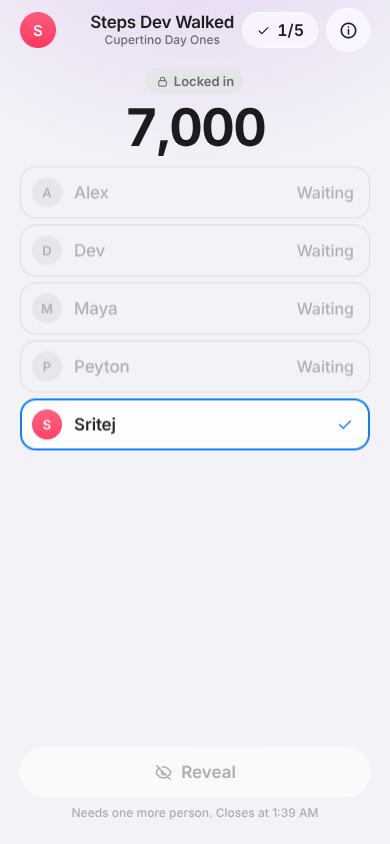 S
Steps Dev Walked
Cupertino Day Ones
1/5
Locked in
7,000
A Alex Waiting
D Dev Waiting
M Maya Waiting
P Peyton Waiting
S Sritej
Reveal
Needs one more person. Closes at 1:39 AM